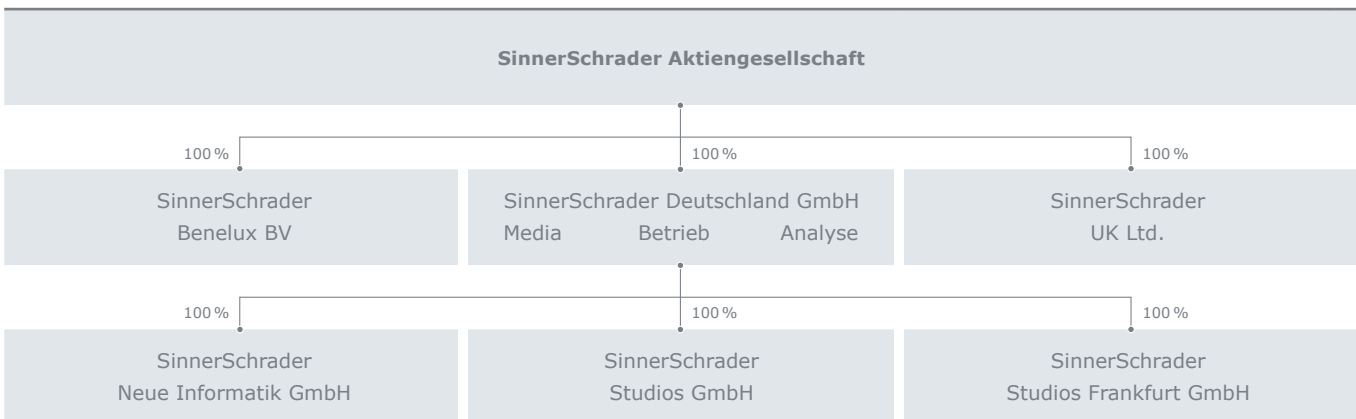 SinnerSchrader Aktiengesellschaft
100 % 100 % 100 %
SinnerSchrader SinnerSchrader Deutschland GmbH SinnerSchrader
Benelux BV Media Betrieb Analyse UK Ltd.
100 % 100 % 100 %
SinnerSchrader SinnerSchrader SinnerSchrader
Neue Informatik GmbH Studios GmbH Studios Frankfurt GmbH